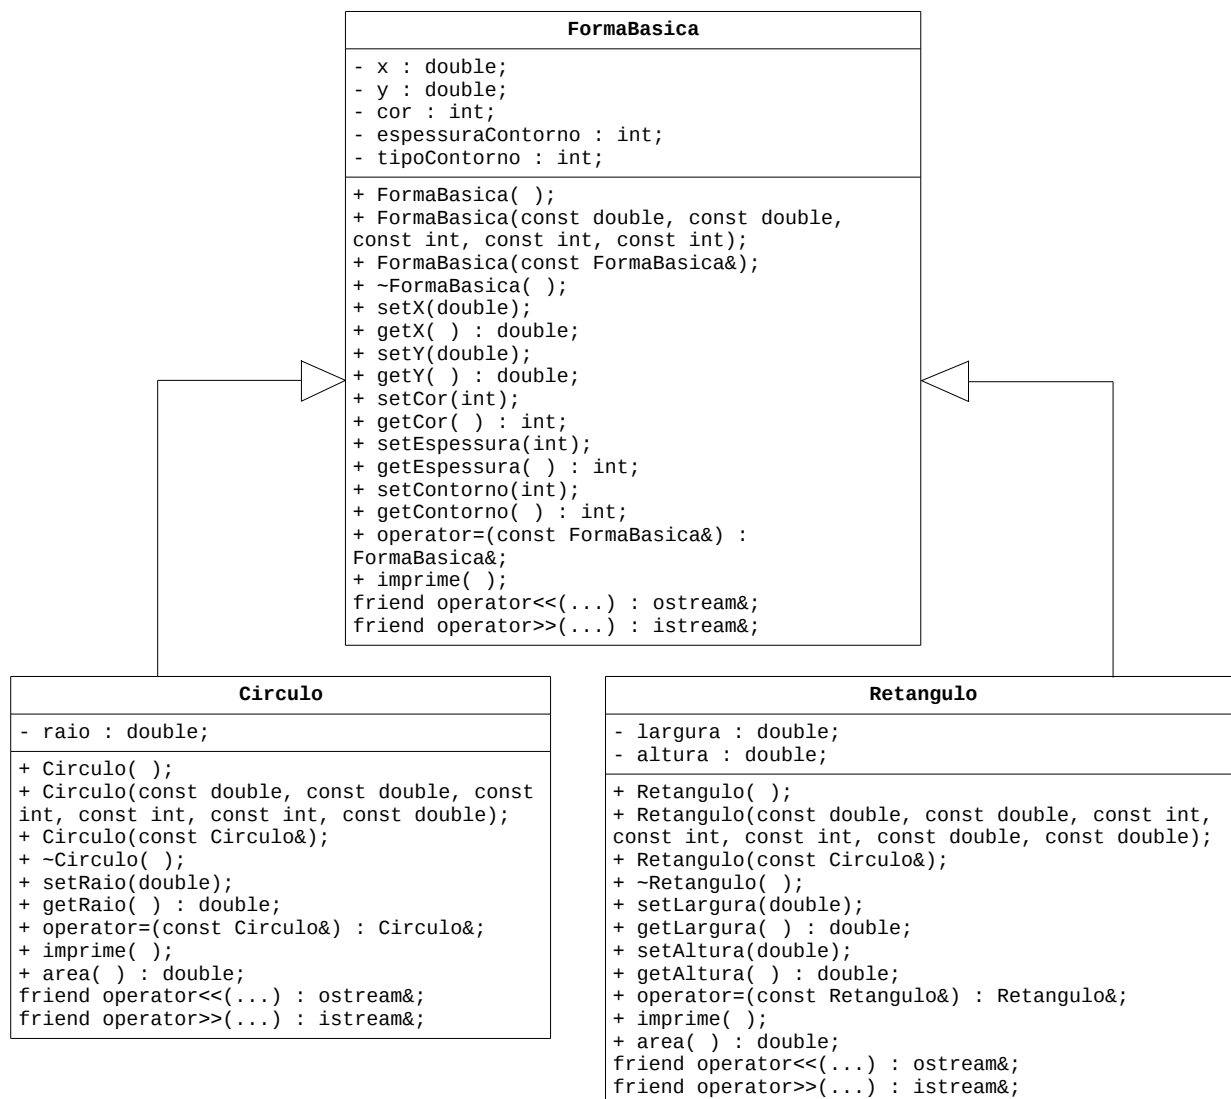 FormaBasica
- x : double;
- y : double;
- cor : int;
- espessuraContorno : int;
- tipoContorno : int;
+ FormaBasica( );
+ FormaBasica(const double, const double,
const int, const int, const int);
+ FormaBasica(const FormaBasica&);
+ ~FormaBasica( );
+ setX(double);
+ getX( ) : double;
+ setY(double);
+ getY( ) : double;
+ setCor(int);
+ getCor( ) : int;
+ setEspessura(int);
+ getEspessura( ) : int;
+ setContorno(int);
+ getContorno( ) : int;
+ operator=(const FormaBasica&) :
FormaBasica&;
+ imprime( );
friend operator<<(...) : ostream&;
friend operator>>(...) : istream&;
Circulo
- raio : double;
+ Circulo( );
+ Circulo(const double, const double, const
int, const int, const int, const double);
+ Circulo(const Circulo&);
+ ~Circulo( );
+ setRaio(double);
+ getRaio( ) : double;
+ operator=(const Circulo&) : Circulo&;
+ imprime( );
+ area( ) : double;
friend operator<<(...) : ostream&;
friend operator>>(...) : istream&;
Retangulo
- largura : double;
- altura : double;
+ Retangulo( );
+ Retangulo(const double, const double, const int,
const int, const int, const double, const double);
+ Retangulo(const Circulo&);
+ ~Retangulo( );
+ setLargura(double);
+ getLargura( ) : double;
+ setAltura(double);
+ getAltura( ) : double;
+ operator=(const Retangulo&) : Retangulo&;
+ imprime( );
+ area( ) : double;
friend operator<<(...) : ostream&;
friend operator>>(...) : istream&;